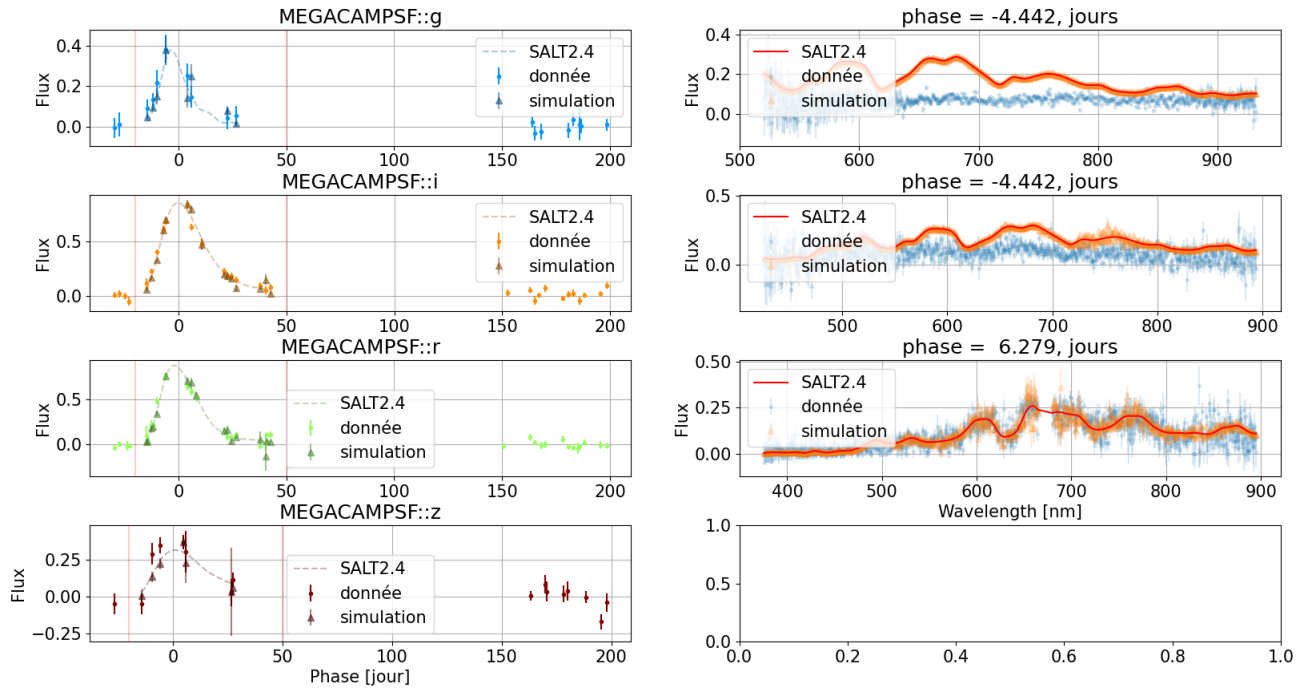 MEGACAMPSF::g
Flux
0.4
0.2
0.0
SALT2.4
donnée
simulation
0
50
100
150
200
MEGACAMPSF::i
Flux
0.5
0.0
SALT2.4
donnée
simulation
0
50
100
150
200
MEGACAMPSF::r
Flux
0.5
0.0
SALT2.4
donnée
simulation
0
50
100
150
200
MEGACAMPSF::z
Flux
0.25
0.00
−0.25
SALT2.4
donnée
simulation
0
50
100
150
200
Phase [jour]
phase = -4.442, jours
Flux
0.4
0.2
0.0
SALT2.4
donnée
simulation
500
600
700
800
900
phase = -4.442, jours
Flux
0.5
0.0
SALT2.4
donnée
simulation
500
600
700
800
900
phase =  6.279, jours
Flux
0.50
0.25
0.00
SALT2.4
donnée
simulation
400
500
600
700
800
900
Wavelength [nm]
1.0
0.5
0.0
0.0
0.2
0.4
0.6
0.8
1.0